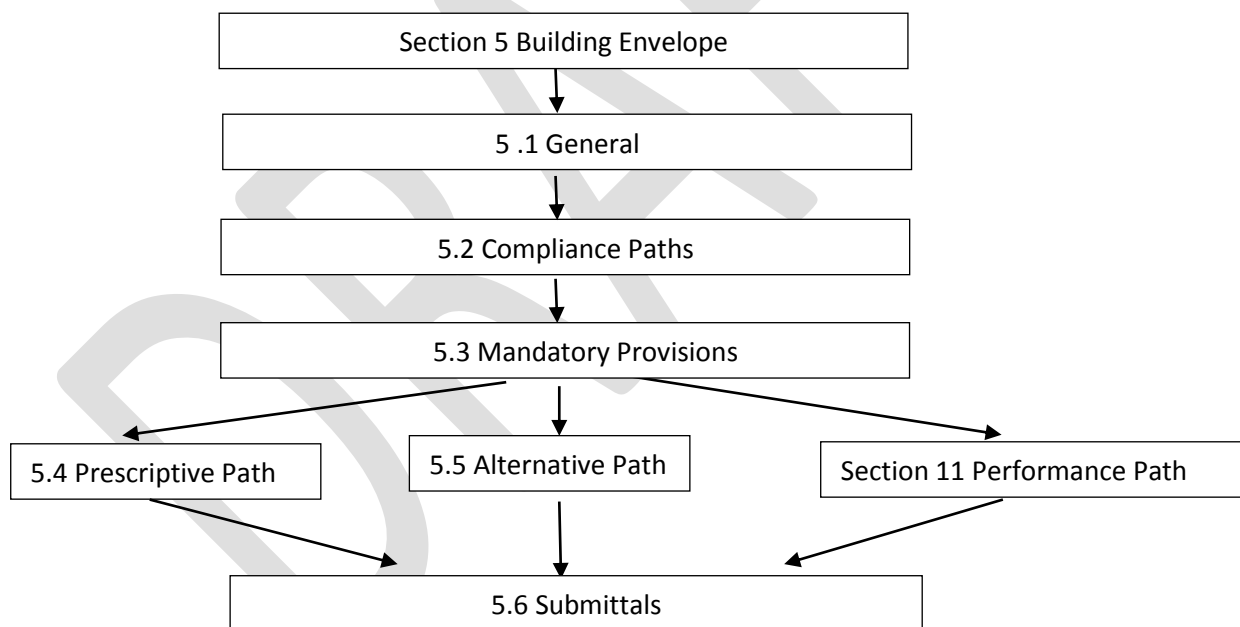 Section 5 Building Envelope
5 .1 General
5.2 Compliance Paths
5.3 Mandatory Provisions
5.4 Prescriptive Path
5.5 Alternative Path
Section 11 Performance Path
5.6 Submittals